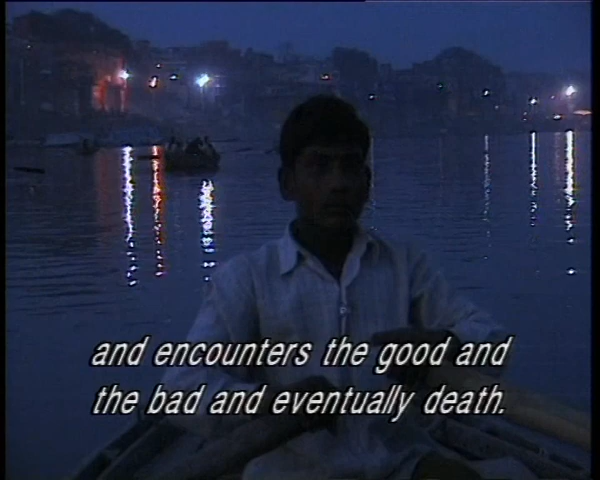 and encounters the good and
the bad and eventually death.